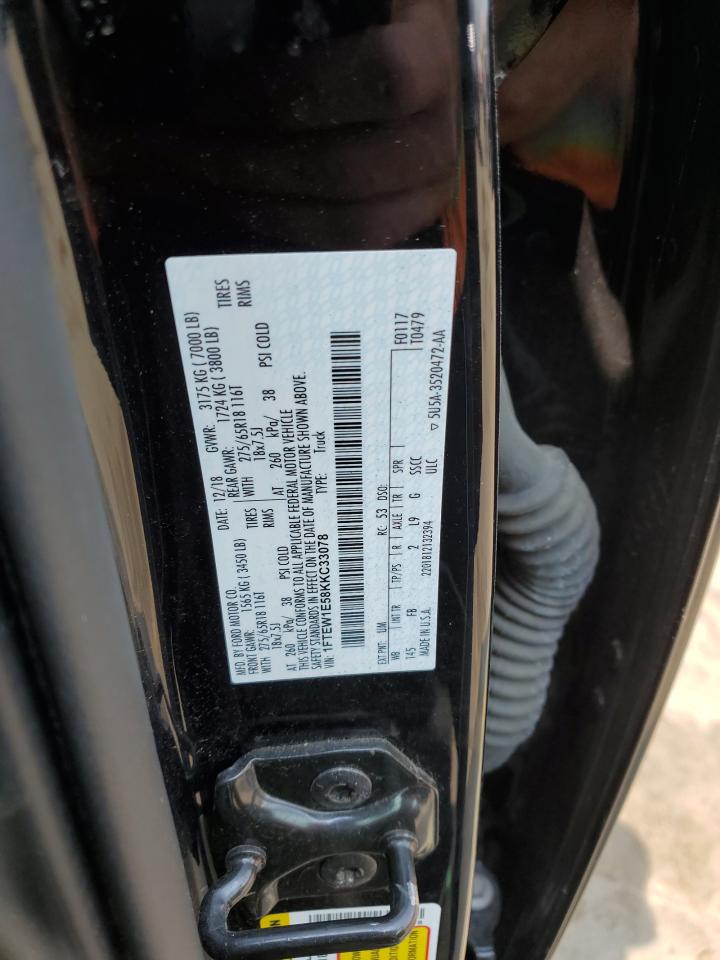 MFD. BY FORD MOTOR CO.
DATE: 12/18 GVWR: 3175 KG ( 7000 LB)
FRONT GAWR: 1565 KG (3450 LB) REAR GAWR: 1724 KG ( 3800 LB)
WITH 275/65R18 116T TIRES WITH 275/65R18 116T TIRES
18x7.5J RIMS 18x7.5J RIMS
AT 260 kPa/ 38 PSI COLD AT 260 kPa/ 38 PSI COLD
THIS VEHICLE CONFORMS TO ALL APPLICABLE FEDERAL MOTOR VEHICLE
SAFETY STANDARDS IN EFFECT ON THE DATE OF MANUFACTURE SHOWN ABOVE.
VIN: 1FTEW1E58KKC33078 TYPE: Truck
F0117
T0479
EXT PNT: UM RC: 53 DSO:
WB INT TR TP/PS R AXLE TR SPR
145 FB 2 L9 G SSCC
MADE IN U.S.A. 2201812132394 ULC
5U5A-3520472-AA